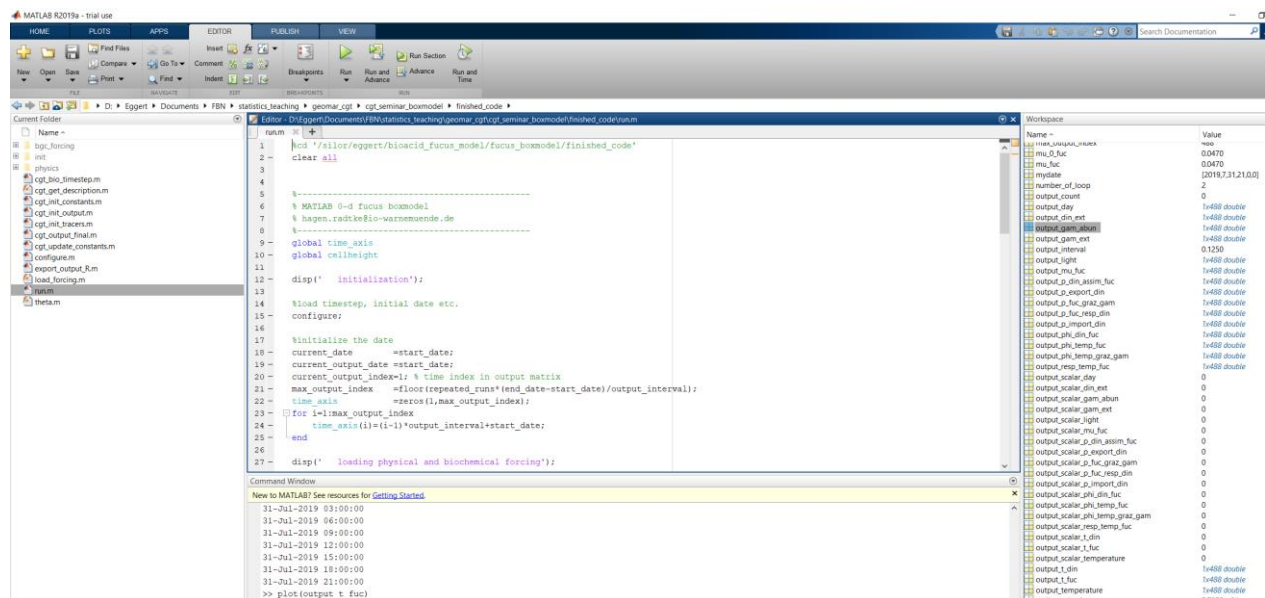 MATLAB R2019a - trial use
HOME PLOTS APPS EDITOR PUBLISH VIEW
Search Documentation
New Open Save Find Files Compare Print Go To Find Insert Comment Indent fx Breakpoints Run Run and Advance Run Section Advance Run and Time
FILE NAVIGATE EDIT BREAKPOINTS RUN
D: Eggert Documents FBN statistics_teaching geomar_cgt cgt_seminar_boxmodel finished_code
Current Folder
Name
bgc_forcing
init
physics
cgt_bio_timestep.m
cgt_get_description.m
cgt_init_constants.m
cgt_init_output.m
cgt_init_tracers.m
cgt_output_final.m
cgt_update_constants.m
configure.m
export_output_R.m
load_forcing.m
run.m
theta.m
Editor - D:\Eggert\Documents\FBN\statistics_teaching\geomar_cgt\cgt_seminar_boxmodel\finished_code\run.m
run.m
1 %cd '/silor/eggert/bioacid_fucus_model/fucus_boxmodel/finished_code'
2 - clear all
3
4
5 %-----------------------------------------------
6 % MATLAB 0-d fucus boxmodel
7 % hagen.radtke@io-warnemuende.de
8 %-----------------------------------------------
9 - global time_axis
10 - global cellheight
11
12 - disp('   initialization');
13
14 %load timestep, initial date etc.
15 - configure;
16
17 %initialize the date
18 - current_date        =start_date;
19 - current_output_date =start_date;
20 - current_output_index=1; % time index in output matrix
21 - max_output_index    =floor(repeated_runs*(end_date-start_date)/output_interval);
22 - time_axis           =zeros(1,max_output_index);
23 - for i=1:max_output_index
24 -     time_axis(i)=(i-1)*output_interval+start_date;
25 - end
26
27 - disp('   loading physical and biochemical forcing');
Command Window
New to MATLAB? See resources for Getting Started.
31-Jul-2019 03:00:00
31-Jul-2019 06:00:00
31-Jul-2019 09:00:00
31-Jul-2019 12:00:00
31-Jul-2019 15:00:00
31-Jul-2019 18:00:00
31-Jul-2019 21:00:00
>> plot(output_t_fuc)
Workspace
Name Value
max_output_index 488
mu_0_fuc 0.0470
mu_fuc 0.0470
mydate [2019,7,31,21,0,0]
number_of_loop 2
output_count 0
output_day 1x488 double
output_din_ext 1x488 double
output_gam_abun 1x488 double
output_gam_ext 1x488 double
output_interval 0.1250
output_light 1x488 double
output_mu_fuc 1x488 double
output_p_din_assim_fuc 1x488 double
output_p_export_din 1x488 double
output_p_fuc_graz_gam 1x488 double
output_p_fuc_resp_din 1x488 double
output_p_import_din 1x488 double
output_phi_din_fuc 1x488 double
output_phi_temp_fuc 1x488 double
output_phi_temp_graz_gam 1x488 double
output_resp_temp_fuc 1x488 double
output_scalar_day 0
output_scalar_din_ext 0
output_scalar_gam_abun 0
output_scalar_gam_ext 0
output_scalar_light 0
output_scalar_mu_fuc 0
output_scalar_p_din_assim_fuc 0
output_scalar_p_export_din 0
output_scalar_p_fuc_graz_gam 0
output_scalar_p_fuc_resp_din 0
output_scalar_p_import_din 0
output_scalar_phi_din_fuc 0
output_scalar_phi_temp_fuc 0
output_scalar_phi_temp_graz_gam 0
output_scalar_resp_temp_fuc 0
output_scalar_t_din 0
output_scalar_t_fuc 0
output_scalar_temperature 0
output_t_din 1x488 double
output_t_fuc 1x488 double
output_temperature 1x488 double